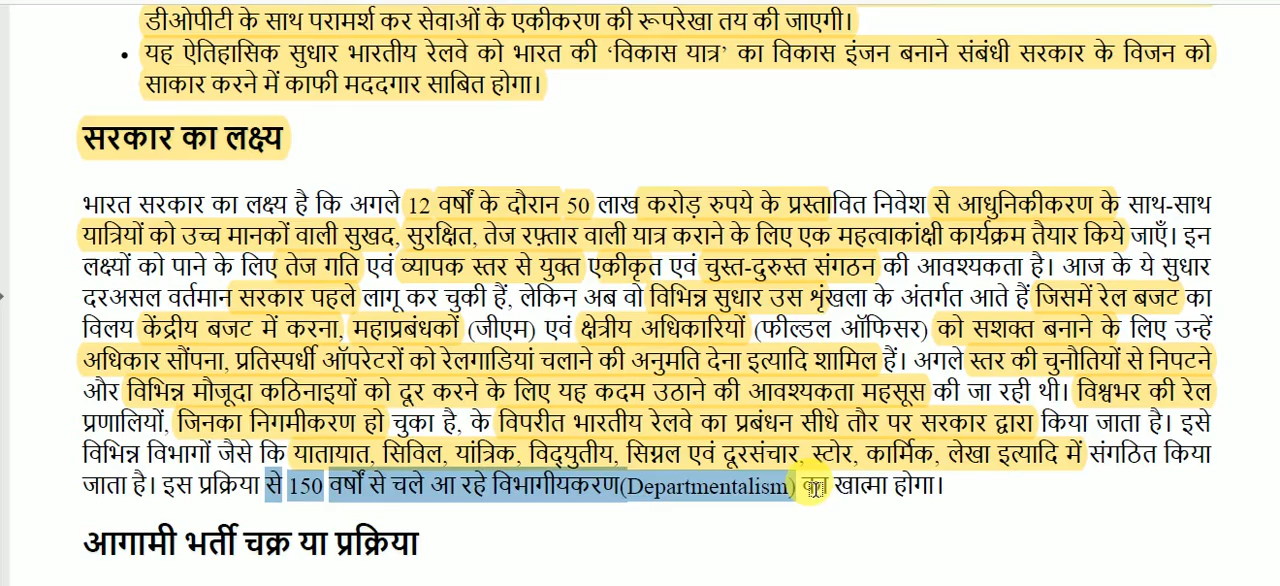 डीओपीटी के साथ परामर्श कर सेवाओं के एकीकरण की रूपरेखा तय की जाएगी।
• यह ऐतिहासिक सुधार भारतीय रेलवे को भारत की ‘विकास यात्र’ का विकास इंजन बनाने संबंधी सरकार के विजन को
साकार करने में काफी मददगार साबित होगा।
सरकार का लक्ष्य
भारत सरकार का लक्ष्य है कि अगले 12 वर्षों के दौरान 50 लाख करोड़ रुपये के प्रस्तावित निवेश से आधुनिकीकरण के साथ-साथ
यात्रियों को उच्च मानकों वाली सुखद, सुरक्षित, तेज रफ़्तार वाली यात्र कराने के लिए एक महत्वाकांक्षी कार्यक्रम तैयार किये जाएँ। इन
लक्ष्यों को पाने के लिए तेज गति एवं व्यापक स्तर से युक्त एकीकृत एवं चुस्त-दुरुस्त संगठन की आवश्यकता है। आज के ये सुधार
दरअसल वर्तमान सरकार पहले लागू कर चुकी हैं, लेकिन अब वो विभिन्न सुधार उस शृंखला के अंतर्गत आते हैं जिसमें रेल बजट का
विलय केंद्रीय बजट में करना, महाप्रबंधकों (जीएम) एवं क्षेत्रीय अधिकारियों (फील्डल ऑफिसर) को सशक्त बनाने के लिए उन्हें
अधिकार सौंपना, प्रतिस्पर्धी ऑपरेटरों को रेलगाडियां चलाने की अनुमति देना इत्यादि शामिल हैं। अगले स्तर की चुनौतियों से निपटने
और विभिन्न मौजूदा कठिनाइयों को दूर करने के लिए यह कदम उठाने की आवश्यकता महसूस की जा रही थी। विश्वभर की रेल
प्रणालियों, जिनका निगमीकरण हो चुका है, के विपरीत भारतीय रेलवे का प्रबंधन सीधे तौर पर सरकार द्वारा किया जाता है। इसे
विभिन्न विभागों जैसे कि यातायात, सिविल, यांत्रिक, विद्युतीय, सिग्नल एवं दूरसंचार, स्टोर, कार्मिक, लेखा इत्यादि में संगठित किया
जाता है। इस प्रक्रिया से 150 वर्षों से चले आ रहे विभागीयकरण(Departmentalism) का खात्मा होगा।
आगामी भर्ती चक्र या प्रक्रिया